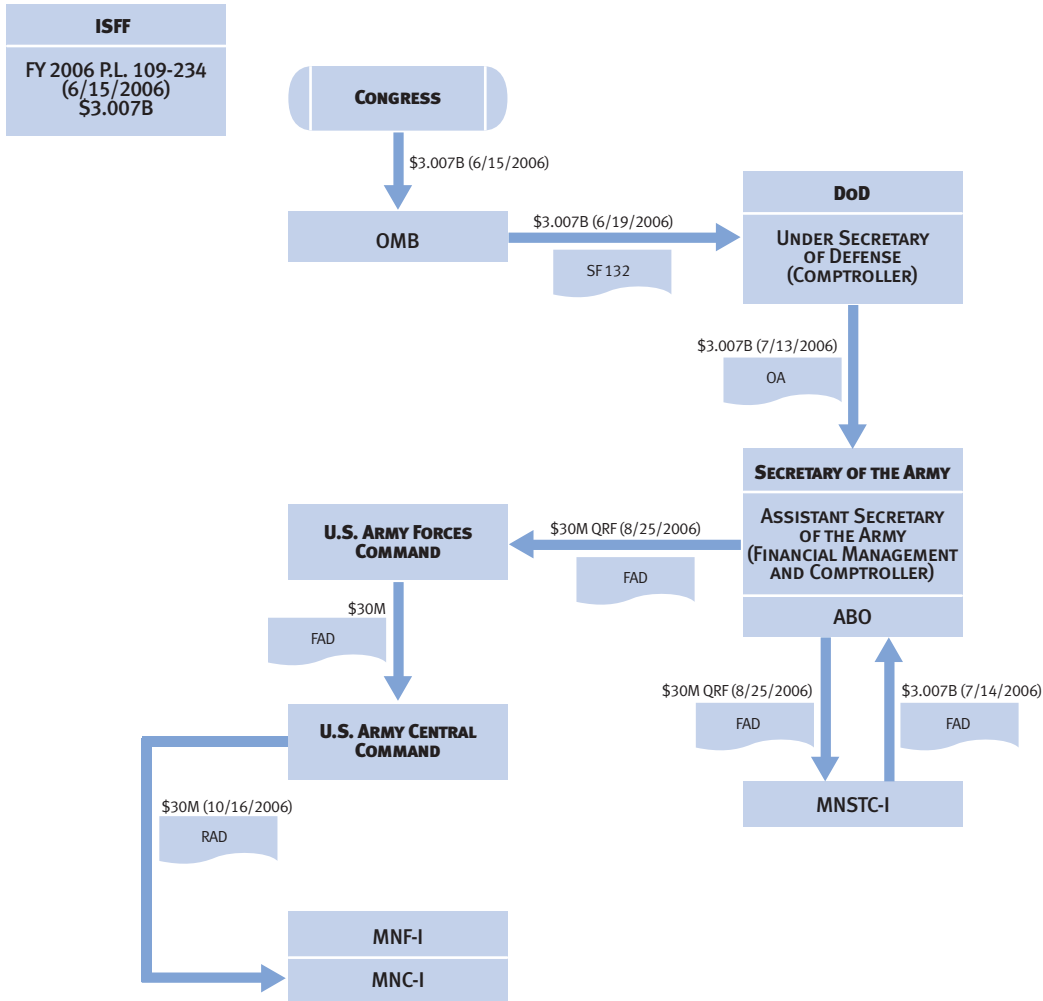 ISFF
FY 2006 P.L. 109-234
(6/15/2006)
$3.007B
CONGRESS
$3.007B (6/15/2006)
OMB
$3.007B (6/19/2006)
SF 132
DoD
UNDER SECRETARY
OF DEFENSE
(COMPTROLLER)
$3.007B (7/13/2006)
OA
SECRETARY OF THE ARMY
ASSISTANT SECRETARY
OF THE ARMY
(FINANCIAL MANAGEMENT
AND COMPTROLLER)
ABO
$30M QRF (8/25/2006)
FAD
U.S. ARMY FORCES
COMMAND
$30M
FAD
U.S. ARMY CENTRAL
COMMAND
$30M QRF (8/25/2006)
FAD
$3.007B (7/14/2006)
FAD
MNSTC-I
$30M (10/16/2006)
RAD
MNF-I
MNC-I